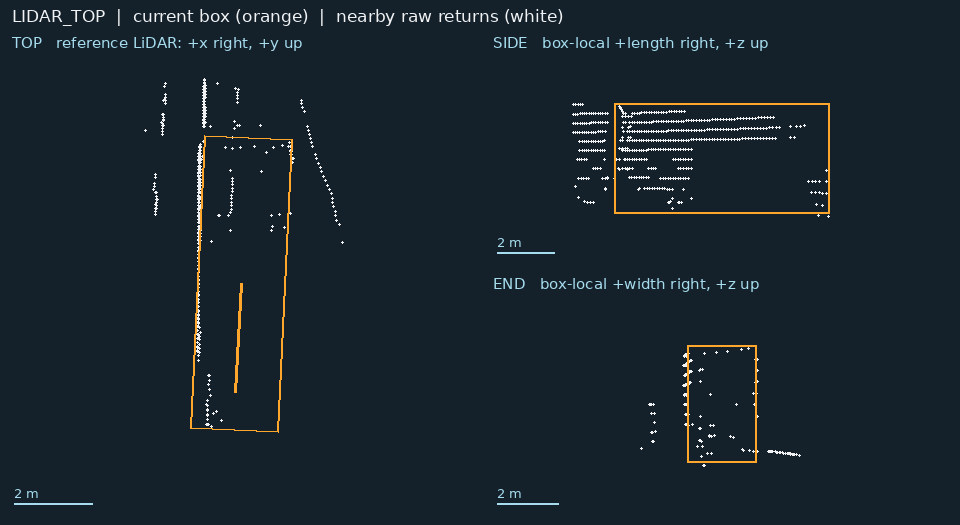 LIDAR_TOP | current box (orange) | nearby raw returns (white)
TOP reference LiDAR: +x right, +y up
SIDE box-local +length right, +z up
2 m
END box-local +width right, +z up
2 m
2 m